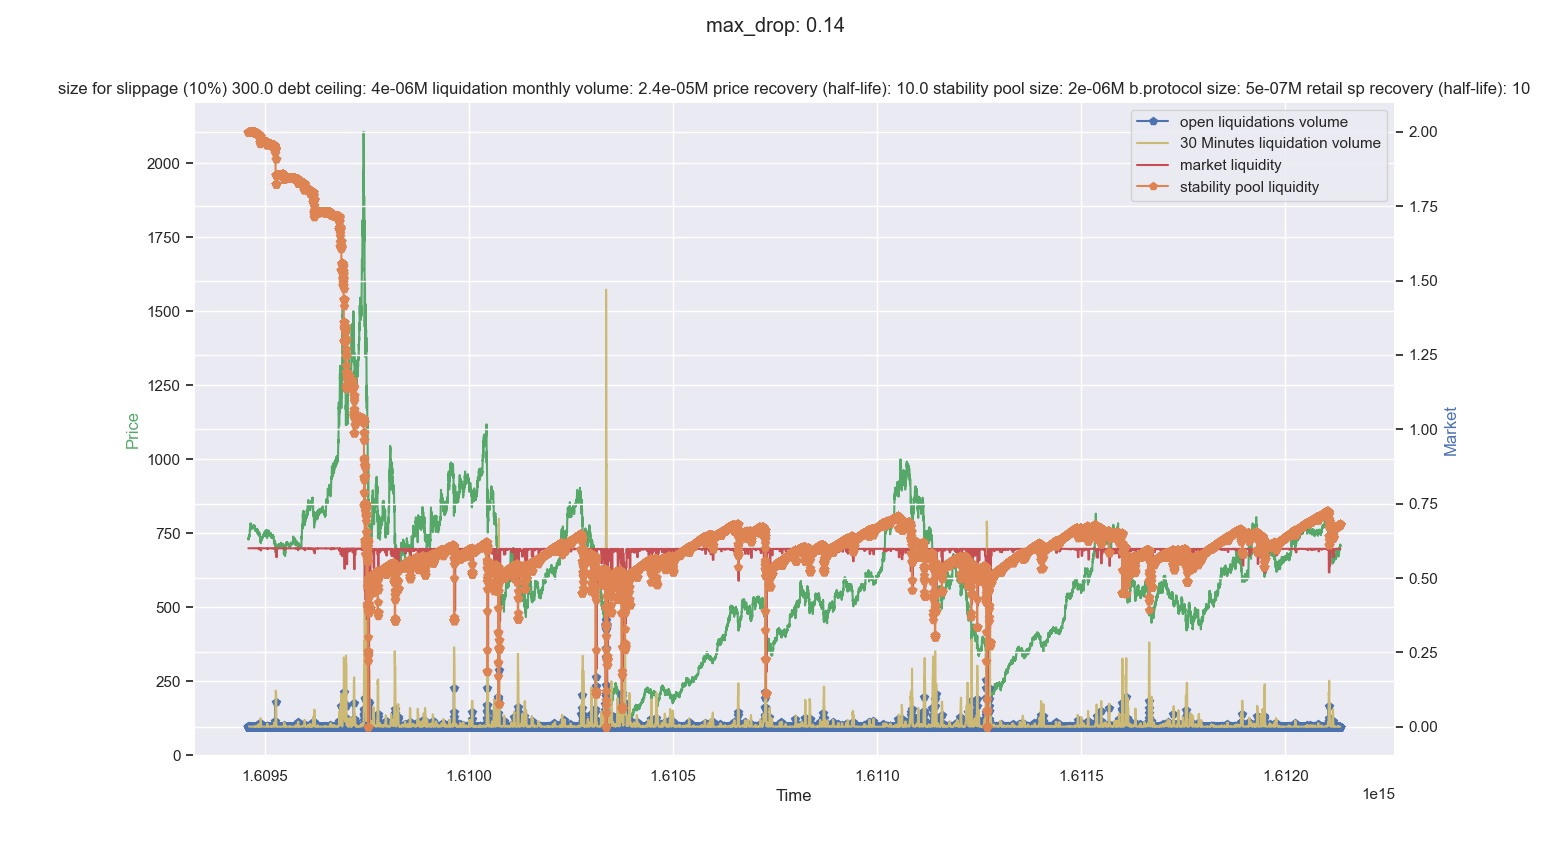 max_drop: 0.14
size for slippage (10%) 300.0 debt ceiling: 4e-06M liquidation monthly volume: 2.4e-05M price recovery (half-life): 10.0 stability pool size: 2e-06M b.protocol size: 5e-07M retail sp recovery (half-life): 10
open liquidations volume
30 Minutes liquidation volume
market liquidity
stability pool liquidity
2000
1750
1500
1250
1000
750
500
250
0
Price
2.00
1.75
1.50
1.25
1.00
0.75
0.50
0.25
0.00
Market
1.6095 1.6100 1.6105 1.6110 1.6115 1.6120
1e15
Time